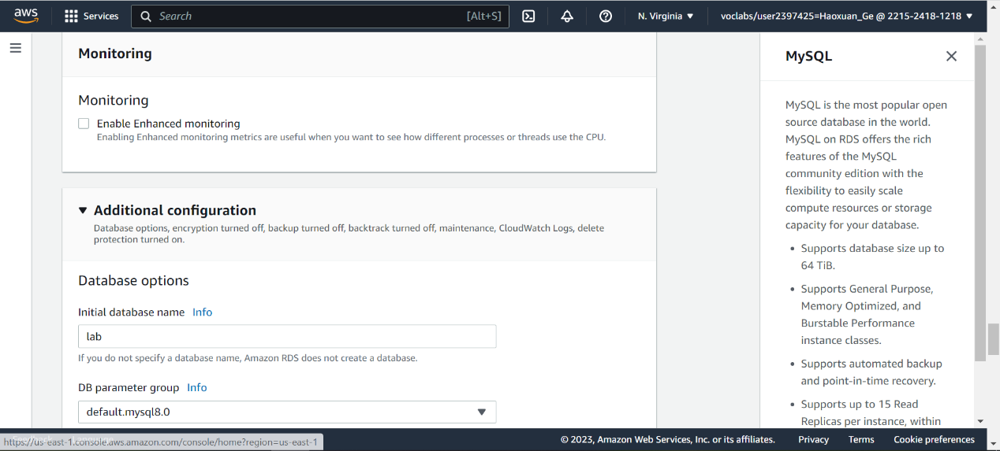 aws
Services
Search
[Alt+S]
N. Virginia
voclabs/user2397425=Haoxuan_Ge @ 2215-2418-1218
Monitoring
Monitoring
Enable Enhanced monitoring
Enabling Enhanced monitoring metrics are useful when you want to see how different processes or threads use the CPU.
Additional configuration
Database options, encryption turned off, backup turned off, backtrack turned off, maintenance, CloudWatch Logs, delete
protection turned on.
Database options
Initial database name Info
lab
If you do not specify a database name, Amazon RDS does not create a database.
DB parameter group Info
default.mysql8.0
MySQL
MySQL is the most popular open
source database in the world.
MySQL on RDS offers the rich
features of the MySQL
community edition with the
flexibility to easily scale
compute resources or storage
capacity for your database.
• Supports database size up to
64 TiB.
• Supports General Purpose,
Memory Optimized, and
Burstable Performance
instance classes.
• Supports automated backup
and point-in-time recovery.
• Supports up to 15 Read
Replicas per instance, within
Feedback Language
https://us-east-1.console.aws.amazon.com/console/home?region=us-east-1
© 2023, Amazon Web Services, Inc. or its affiliates.
Privacy
Terms
Cookie preferences